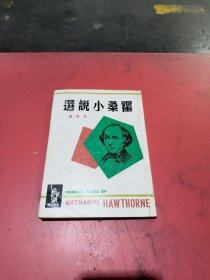 霍桑小說選
FAMOUS TALES OF
NATHANIEL HAWTHORNE